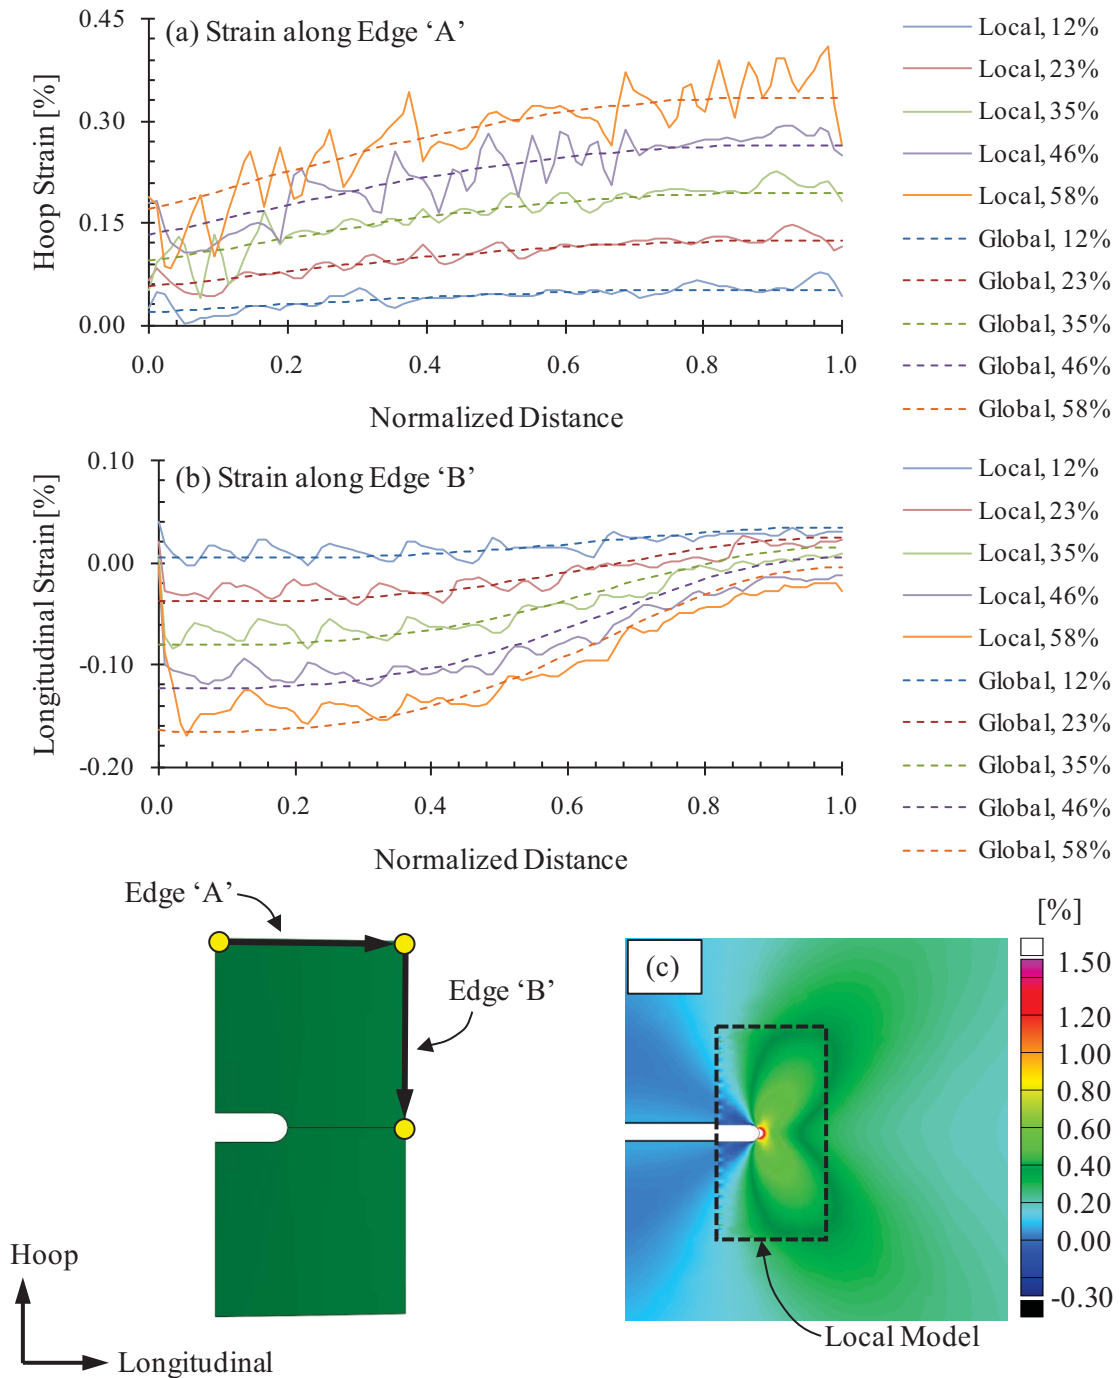 (a) Strain along Edge ‘A’
Hoop Strain [%]
0.45
0.30
0.15
0.00
0.0 0.2 0.4 0.6 0.8 1.0
Normalized Distance
Local, 12%
Local, 23%
Local, 35%
Local, 46%
Local, 58%
Global, 12%
Global, 23%
Global, 35%
Global, 46%
Global, 58%
(b) Strain along Edge ‘B’
Longitudinal Strain [%]
0.10
0.00
-0.10
-0.20
0.0 0.2 0.4 0.6 0.8 1.0
Normalized Distance
Local, 12%
Local, 23%
Local, 35%
Local, 46%
Local, 58%
Global, 12%
Global, 23%
Global, 35%
Global, 46%
Global, 58%
Edge ‘A’
Edge ‘B’
Hoop
Longitudinal
(c)
Local Model
[%]
1.50
1.20
1.00
0.80
0.60
0.40
0.20
0.00
-0.30